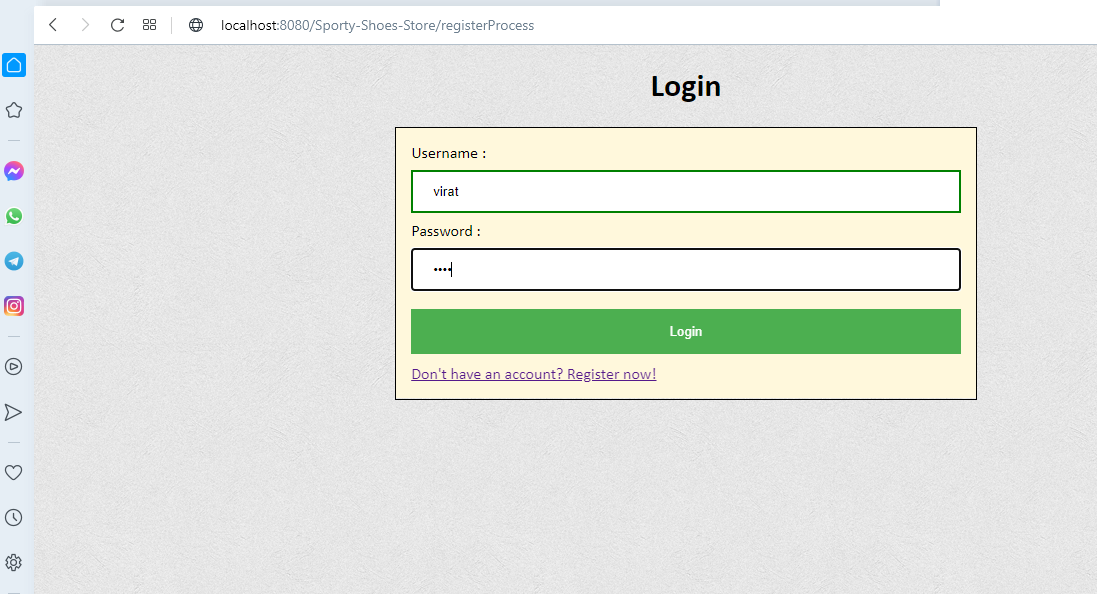 localhost:8080/Sporty-Shoes-Store/registerProcess
Login
Username :
virat
Password :
••••
Login
Don't have an account? Register now!